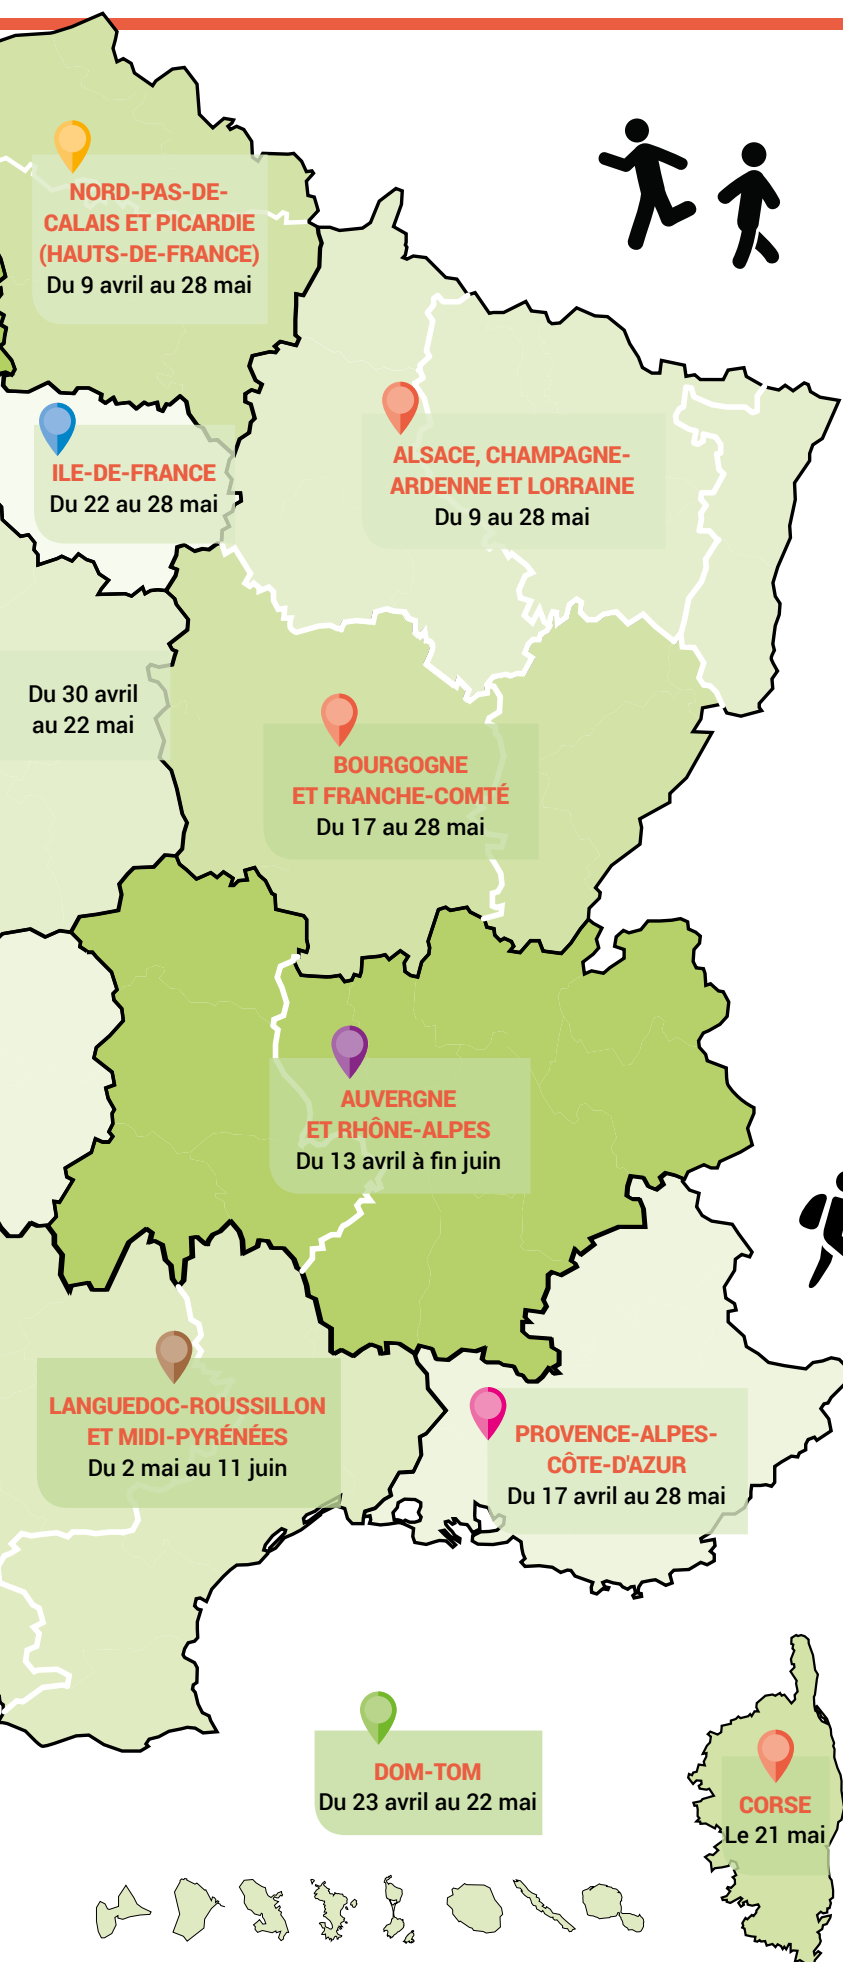 NORD-PAS-DE-
CALAIS ET PICARDIE
(HAUTS-DE-FRANCE)
Du 9 avril au 28 mai
ILE-DE-FRANCE
Du 22 au 28 mai
ALSACE, CHAMPAGNE-
ARDENNE ET LORRAINE
Du 9 au 28 mai
Du 30 avril
au 22 mai
BOURGOGNE
ET FRANCHE-COMTÉ
Du 17 au 28 mai
AUVERGNE
ET RHÔNE-ALPES
Du 13 avril à fin juin
LANGUEDOC-ROUSSILLON
ET MIDI-PYRÉNÉES
Du 2 mai au 11 juin
PROVENCE-ALPES-
CÔTE-D'AZUR
Du 17 avril au 28 mai
DOM-TOM
Du 23 avril au 22 mai
CORSE
Le 21 mai